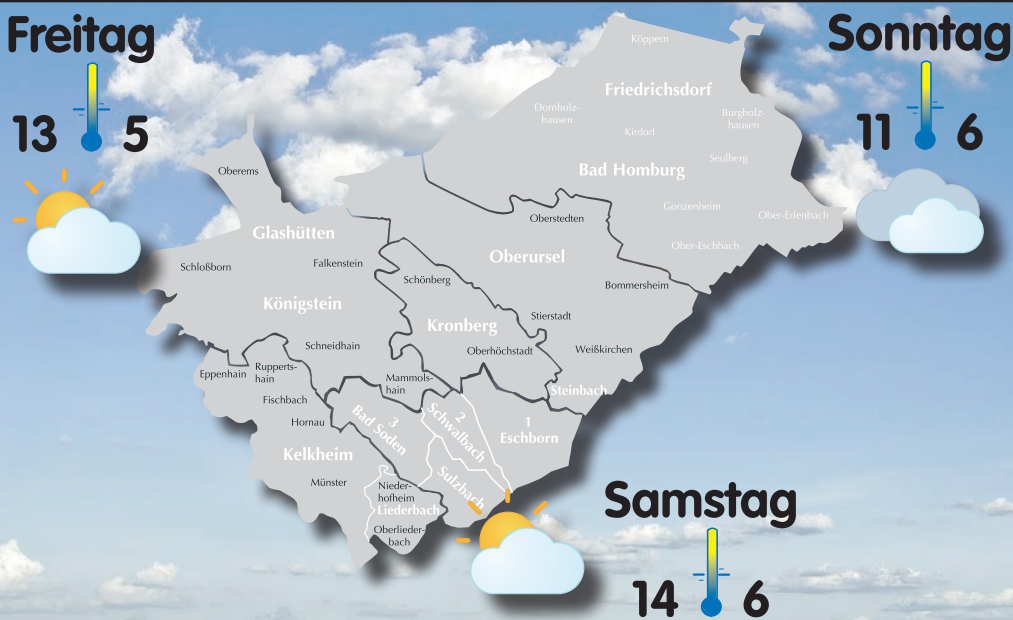 Freitag
13 5
Sonntag
11 6
Köppern
Friedrichsdorf
Dornholz-
hausen
Burgholz-
hausen
Kirdorf
Seulberg
Bad Homburg
Oberems
Gonzenheim
Ober-Erlenbach
Oberstedten
Glashütten
Ober-Eschbach
Oberursel
Schloßborn
Falkenstein
Schönberg
Bommersheim
Königstein
Stierstadt
Kronberg
Schneidhain
Oberhöchstadt
Weißkirchen
Eppenhain
Rupperts-
hain
Mammols-
hain
Steinbach
Fischbach
Hornau
3
Bad Soden
2
Schwalbach
1
Eschborn
Kelkheim
Sulzbach
Münster
Nieder-
hofheim
Liederbach
Oberlieder-
bach
Samstag
14 6